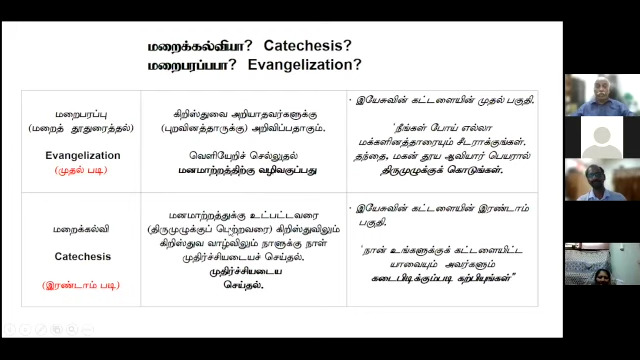 மறைக்கல்வியா? Catechesis?
மறைபரப்பபா? Evangelization?
மறைபரப்பு
(மறைத் தூதுரைத்தல்)
Evangelization
(முதல் படி)
கிறிஸ்துவை அறியாதவர்களுக்கு
(புறவினத்தாருக்கு) அறிவிப்பதாகும்.
வெளியேறிச் செல்லுதல்
மனமாற்றத்திற்கு வழிவகுப்பது
· இயேசுவின் கட்டளையின் முதல் பகுதி.
'நீங்கள் போய் எல்லா
மக்களினத்தாரையும் சீடராக்குங்கள்.
தந்தை, மகன் தூய ஆவியார் பெயரால்
திருமுழுக்குக் கொடுங்கள்.
மறைக்கல்வி
Catechesis
(இரண்டாம் படி)
மனமாற்றத்துக்கு உட்பட்டவரை
(திருமுழுக்குப் பெற்றவரை) கிறிஸ்துவிலும்
கிறிஸ்துவ வாழ்விலும் நாளுக்கு நாள்
முதிர்ச்சியடையச் செய்தல்.
முதிர்ச்சியடைய
செய்தல்.
· இயேசுவின் கட்டளையின் இரண்டாம்
பகுதி.
'நான் உங்களுக்குக் கட்டளையிட்ட
யாவையும் அவர்களும்
கடைபிடிக்கும்படி கற்பியுங்கள்"